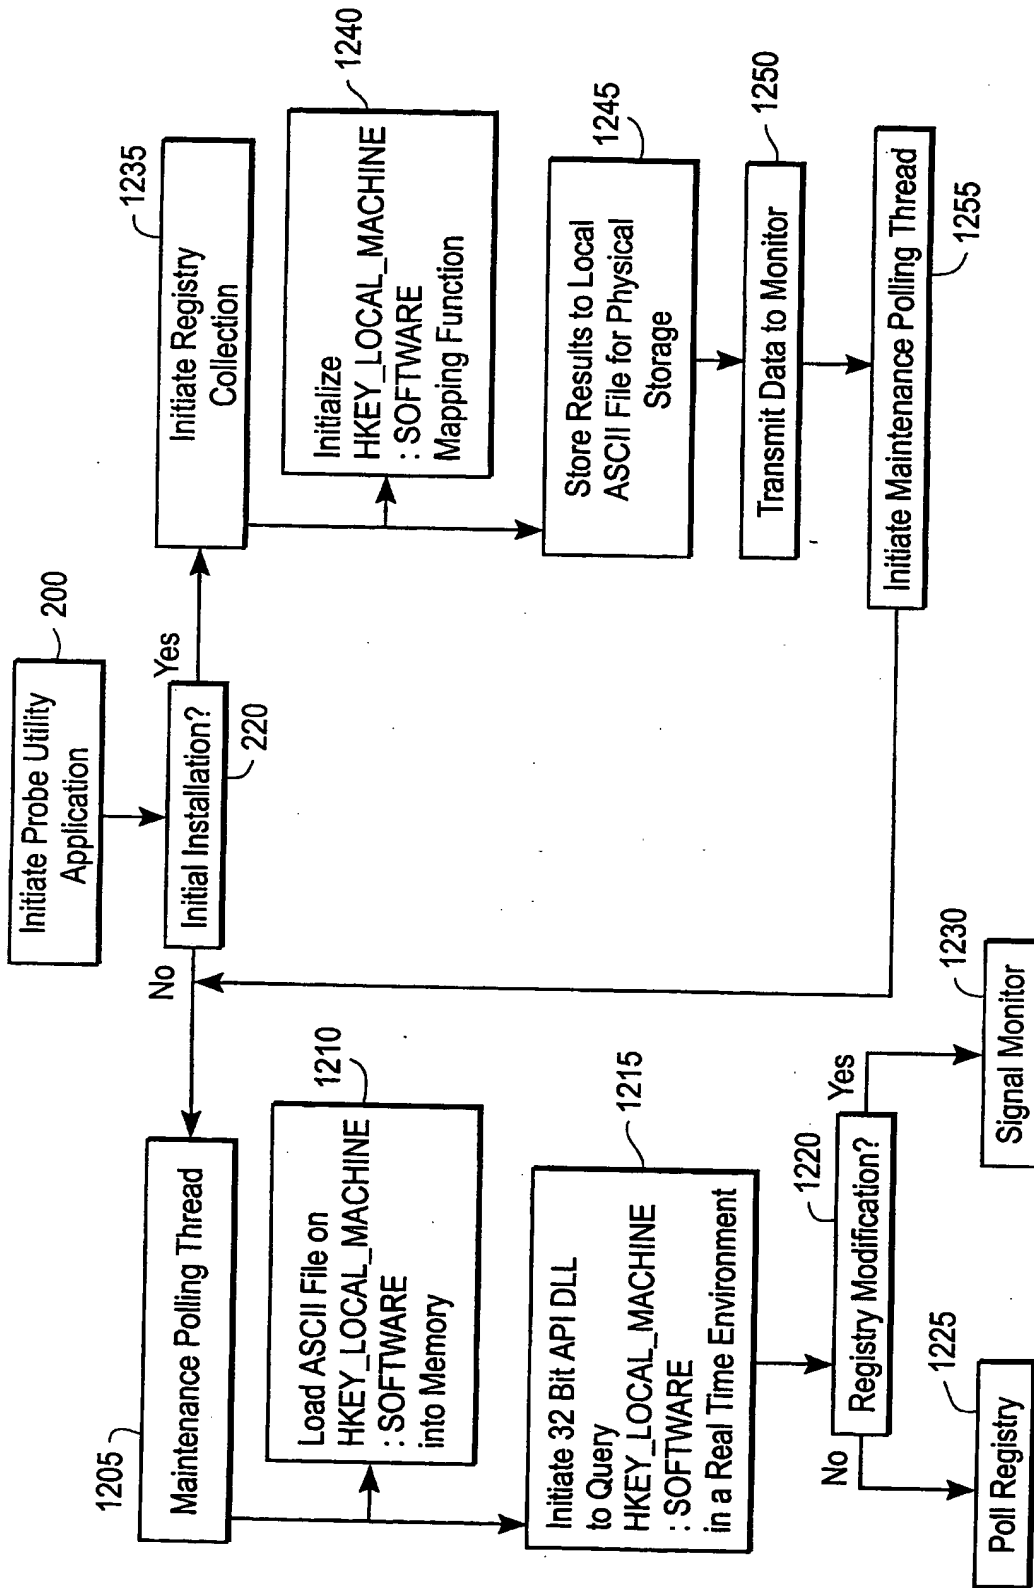 Initiate Probe Utility
Application
200
Initial Installation?
220
No
Yes
Maintenance Polling Thread
1205
Load ASCII File on
HKEY_LOCAL_MACHINE
: SOFTWARE
into Memory
1210
Initiate 32 Bit API DLL
to Query
HKEY_LOCAL_MACHINE
: SOFTWARE
in a Real Time Environment
1215
Registry Modification?
1220
No
Yes
Poll Registry
1225
Signal Monitor
1230
Initiate Registry
Collection
1235
Initialize
HKEY_LOCAL_MACHINE
: SOFTWARE
Mapping Function
1240
Store Results to Local
ASCII File for Physical
Storage
1245
Transmit Data to Monitor
1250
Initiate Maintenance Polling Thread
1255